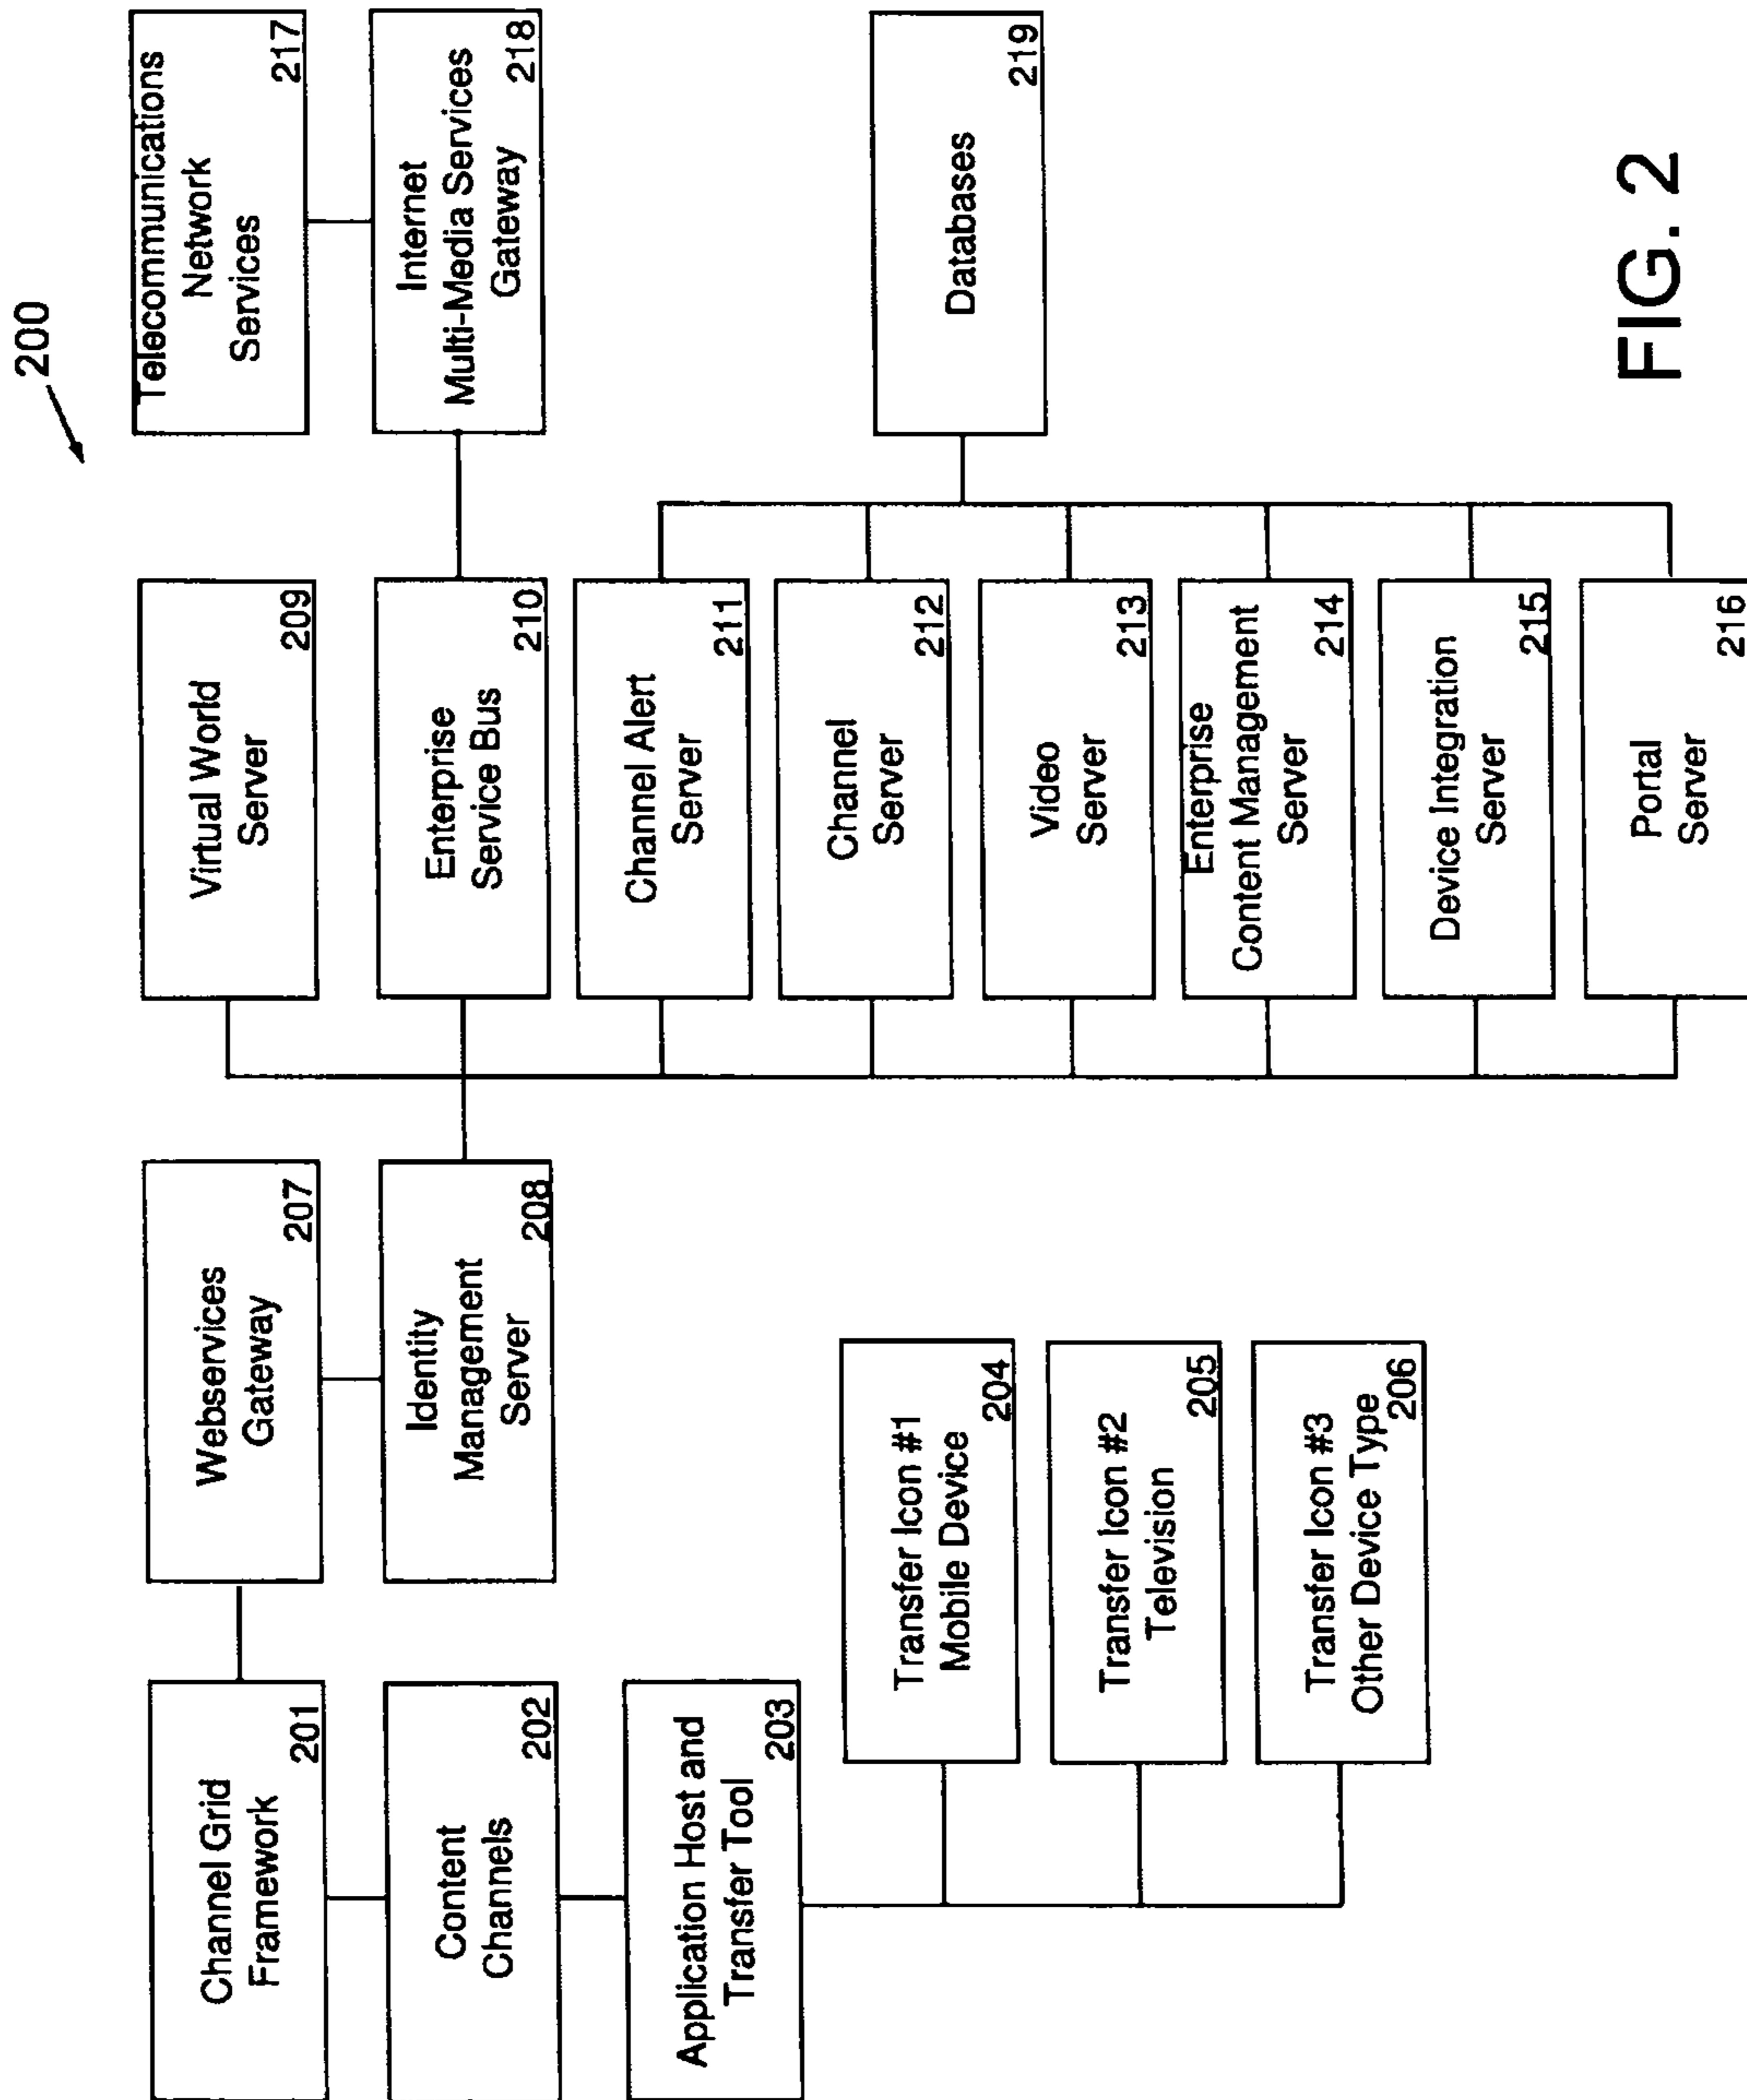 200
Channel Grid
Framework
201
Content
Channels
202
Application Host and
Transfer Tool
203
Transfer Icon #1
Mobile Device
204
Transfer Icon #2
Television
205
Transfer Icon #3
Other Device Type
206
Webservices
Gateway
207
Identity
Management
Server
208
Virtual World
Server
209
Enterprise
Service Bus
210
Channel Alert
Server
211
Channel
Server
212
Video
Server
213
Enterprise
Content Management
Server
214
Device Integration
Server
215
Portal
Server
216
Telecommunications
Network
Services
217
Internet
Multi-Media Services
Gateway
218
Databases
219
FIG. 2